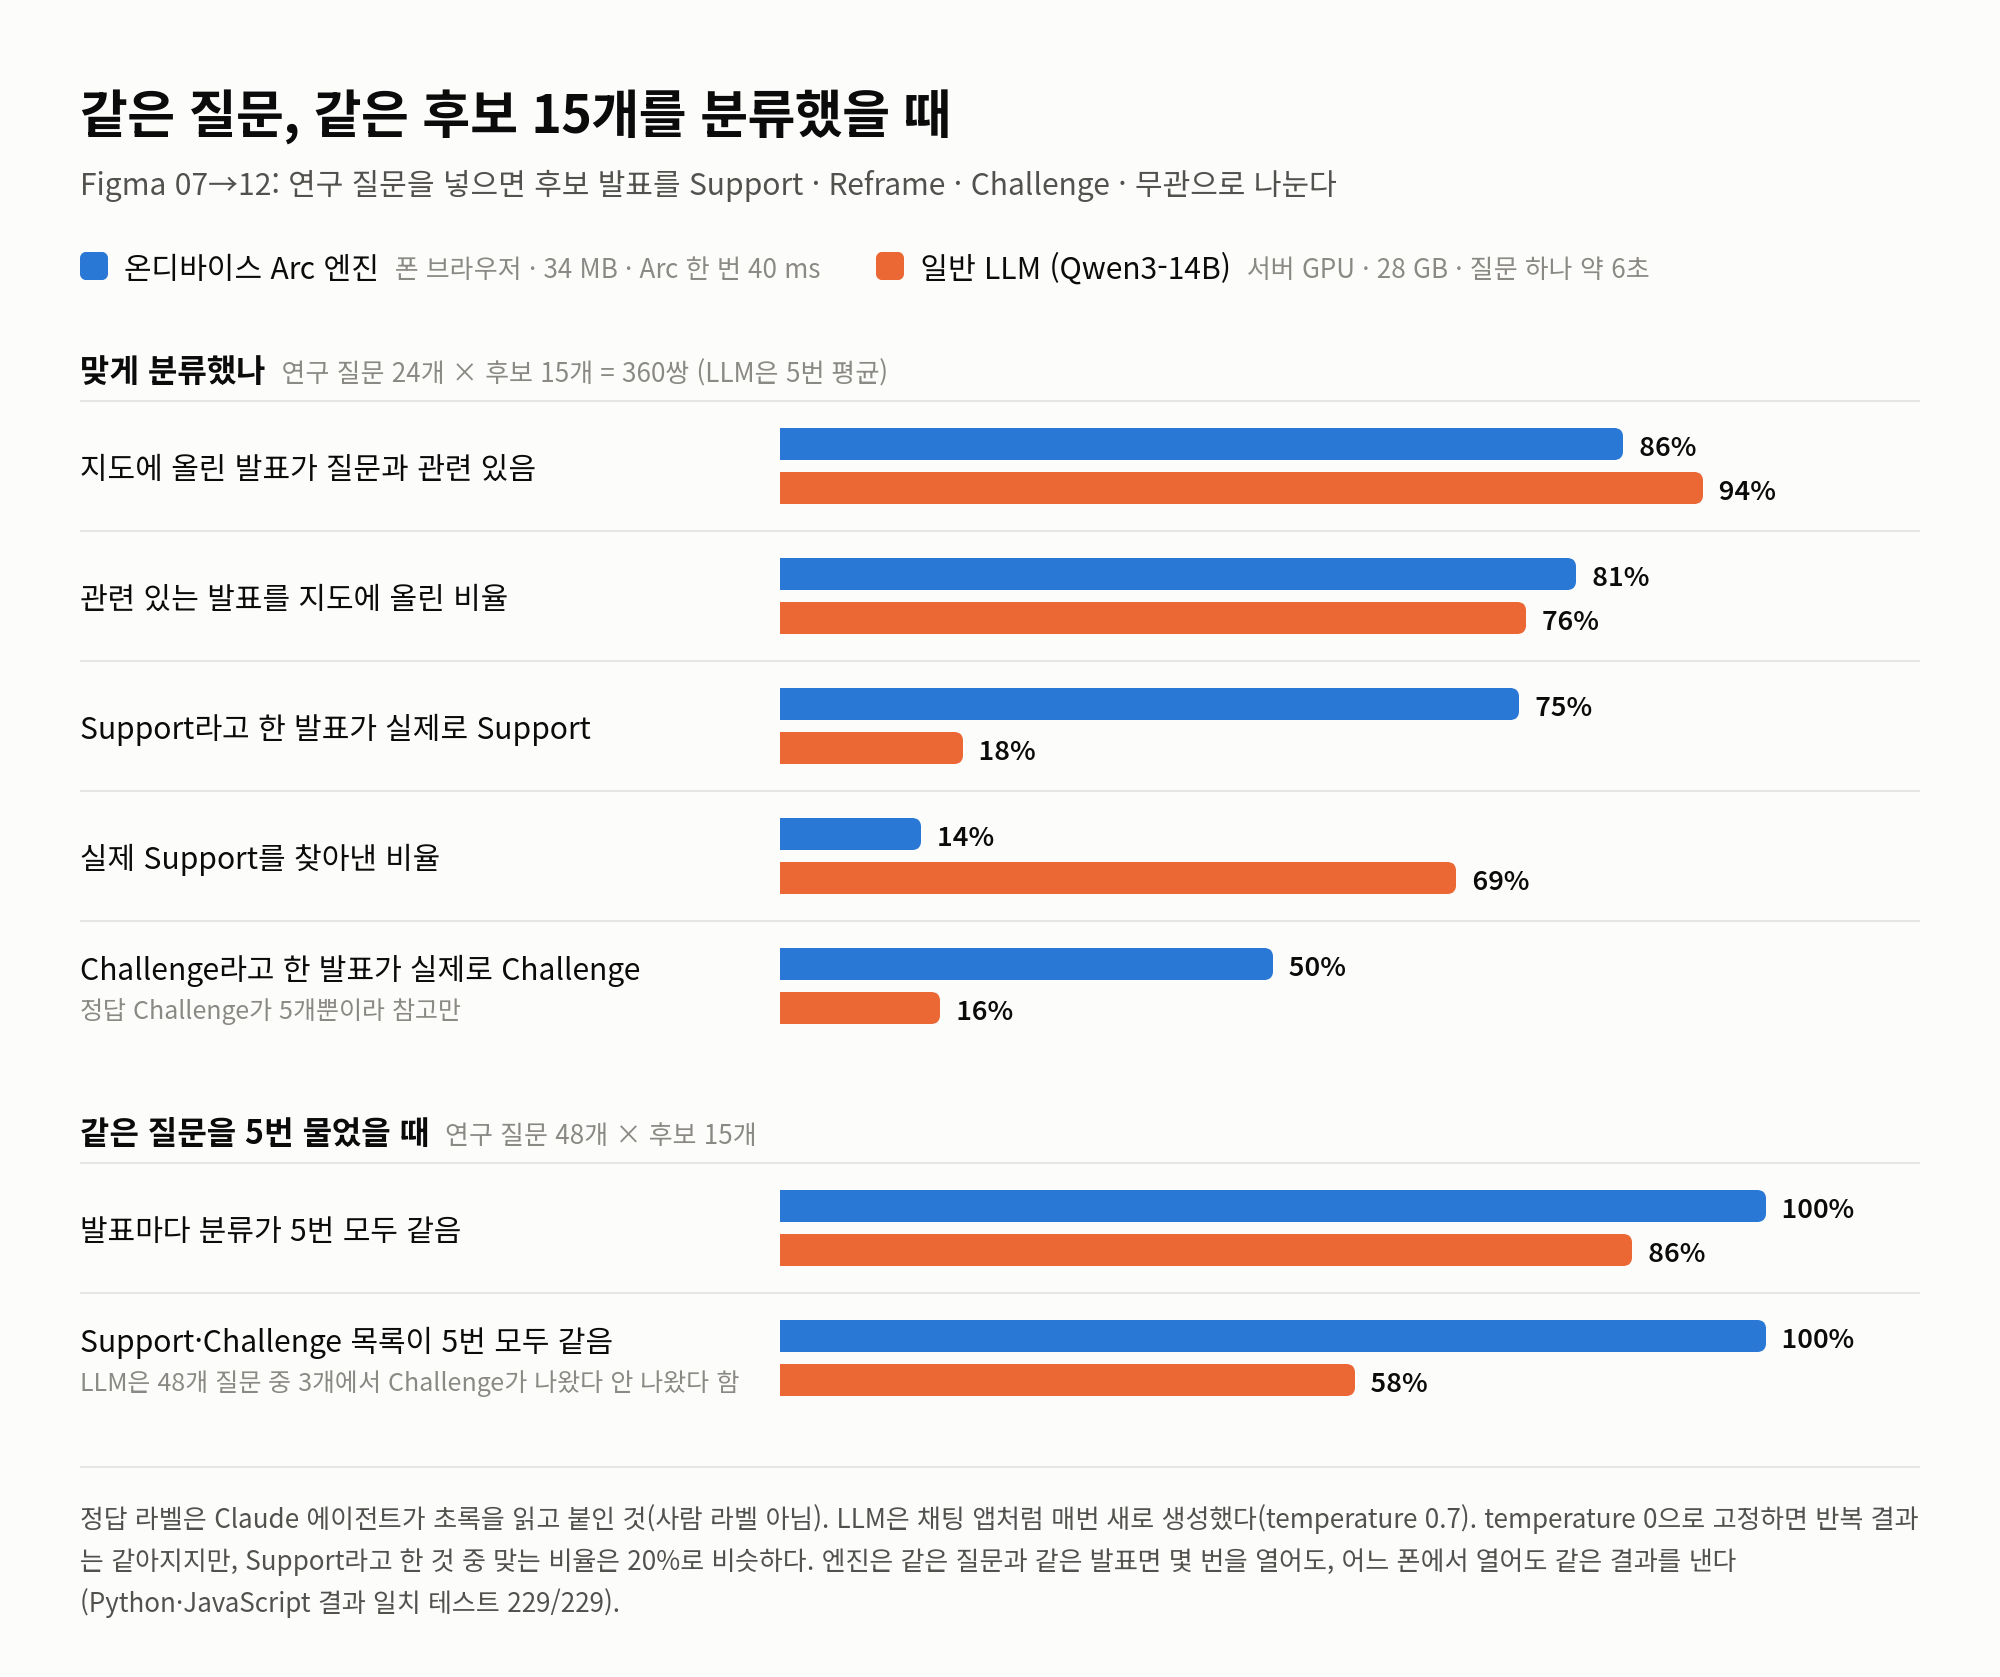 같은 질문, 같은 후보 15개를 분류했을 때
Figma 07→12: 연구 질문을 넣으면 후보 발표를 Support · Reframe · Challenge · 무관으로 나눈다
온디바이스 Arc 엔진 폰 브라우저 · 34 MB · Arc 한 번 40 ms 일반 LLM (Qwen3-14B) 서버 GPU · 28 GB · 질문 하나 약 6초
맞게 분류했나 연구 질문 24개 × 후보 15개 = 360쌍 (LLM은 5번 평균)
지도에 올린 발표가 질문과 관련 있음
86%
94%
관련 있는 발표를 지도에 올린 비율
81%
76%
Support라고 한 발표가 실제로 Support
75%
18%
실제 Support를 찾아낸 비율
14%
69%
Challenge라고 한 발표가 실제로 Challenge
정답 Challenge가 5개뿐이라 참고만
50%
16%
같은 질문을 5번 물었을 때 연구 질문 48개 × 후보 15개
발표마다 분류가 5번 모두 같음
100%
86%
Support·Challenge 목록이 5번 모두 같음
LLM은 48개 질문 중 3개에서 Challenge가 나왔다 안 나왔다 함
100%
58%
정답 라벨은 Claude 에이전트가 초록을 읽고 붙인 것(사람 라벨 아님). LLM은 채팅 앱처럼 매번 새로 생성했다(temperature 0.7). temperature 0으로 고정하면 반복 결과
는 같아지지만, Support라고 한 것 중 맞는 비율은 20%로 비슷하다. 엔진은 같은 질문과 같은 발표면 몇 번을 열어도, 어느 폰에서 열어도 같은 결과를 낸다
(Python·JavaScript 결과 일치 테스트 229/229).